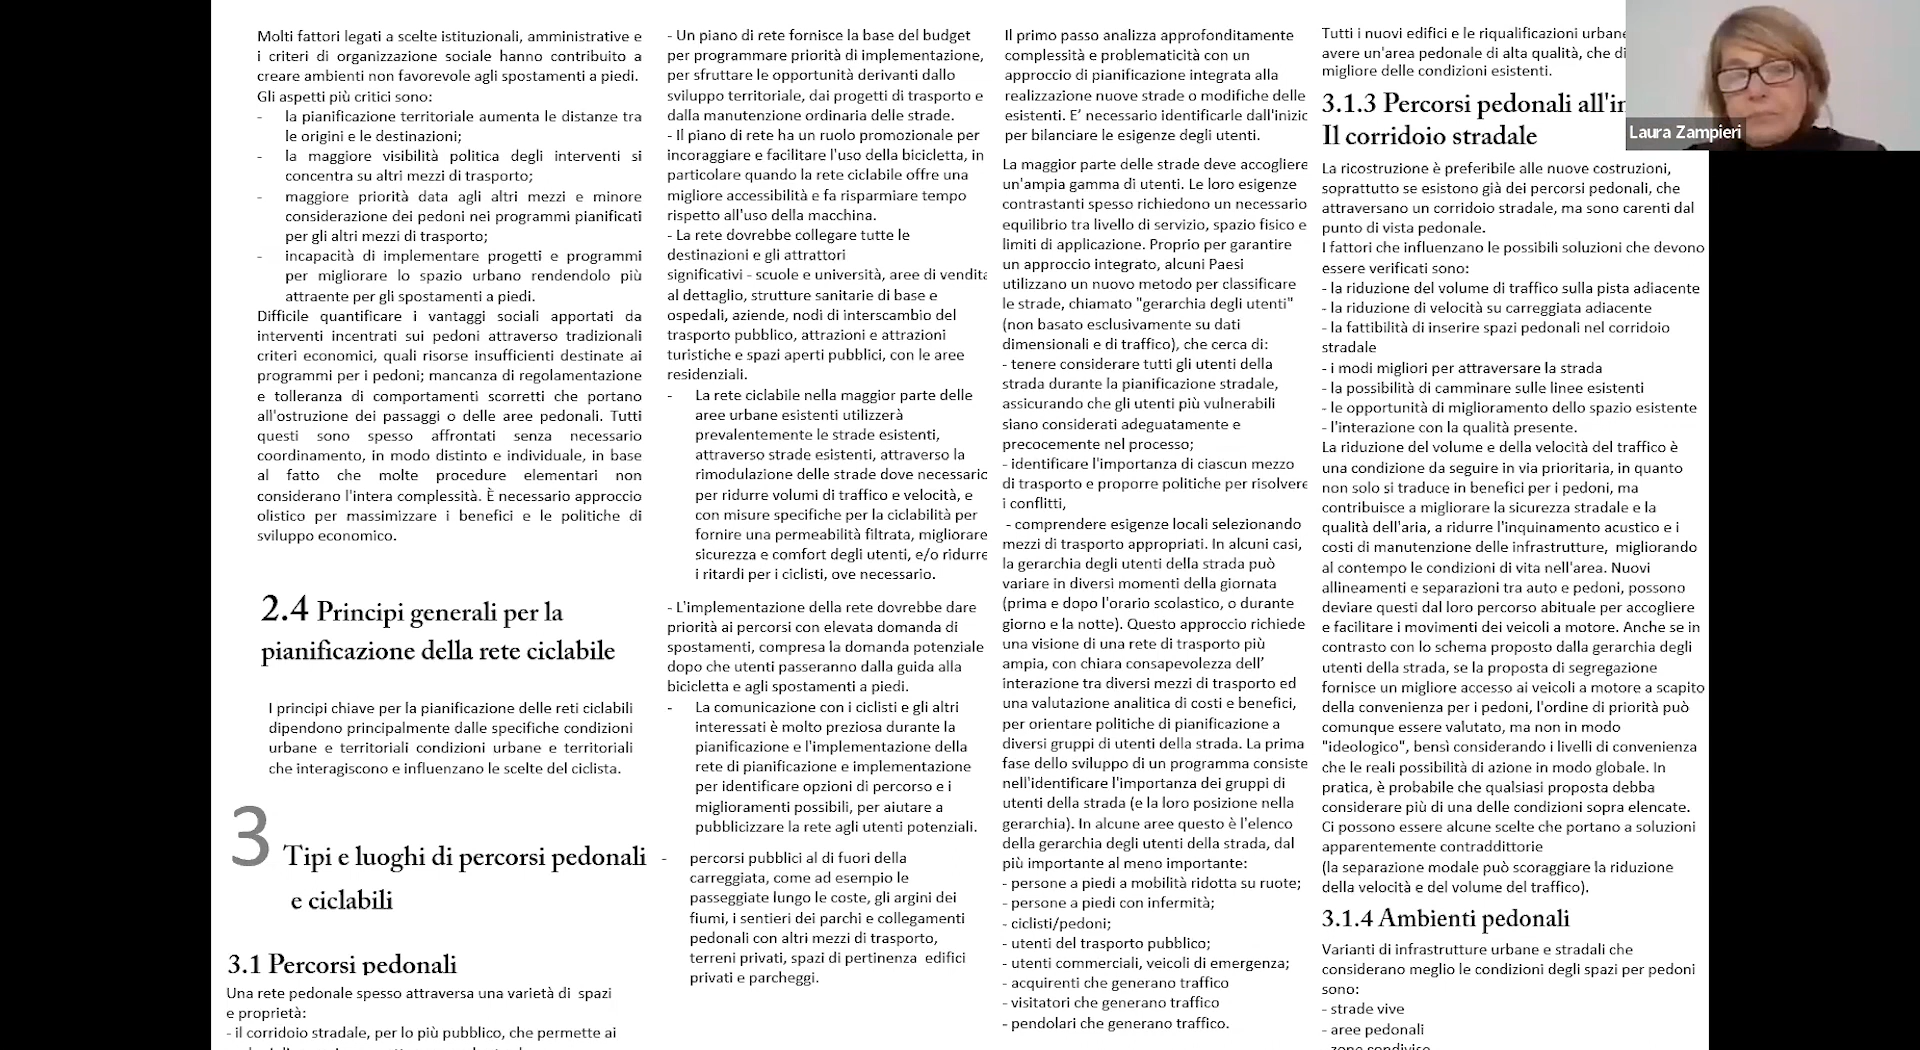 Molti fattori legati a scelte istituzionali, amministrative e
i criteri di organizzazione sociale hanno contribuito a
creare ambienti non favorevole agli spostamenti a piedi.
Gli aspetti più critici sono:
- la pianificazione territoriale aumenta le distanze tra
le origini e le destinazioni;
- la maggiore visibilità politica degli interventi si
concentra su altri mezzi di trasporto;
- maggiore priorità data agli altri mezzi e minore
considerazione dei pedoni nei programmi pianificati
per gli altri mezzi di trasporto;
- incapacità di implementare progetti e programmi
per migliorare lo spazio urbano rendendolo più
attraente per gli spostamenti a piedi.
Difficile quantificare i vantaggi sociali apportati da
interventi incentrati sui pedoni attraverso tradizionali
criteri economici, quali risorse insufficienti destinate ai
programmi per i pedoni; mancanza di regolamentazione
e tolleranza di comportamenti scorretti che portano
all'ostruzione dei passaggi o delle aree pedonali. Tutti
questi sono spesso affrontati senza necessario
coordinamento, in modo distinto e individuale, in base
al fatto che molte procedure elementari non
considerano l'intera complessità. È necessario approccio
olistico per massimizzare i benefici e le politiche di
sviluppo economico.
2.4 Principi generali per la
pianificazione della rete ciclabile
I principi chiave per la pianificazione delle reti ciclabili
dipendono principalmente dalle specifiche condizioni
urbane e territoriali condizioni urbane e territoriali
che interagiscono e influenzano le scelte del ciclista.
3 Tipi e luoghi di percorsi pedonali
e ciclabili
3.1 Percorsi pedonali
Una rete pedonale spesso attraversa una varietà di spazi
e proprietà:
- il corridoio stradale, per lo più pubblico, che permette ai
- Un piano di rete fornisce la base del budget
per programmare priorità di implementazione,
per sfruttare le opportunità derivanti dallo
sviluppo territoriale, dai progetti di trasporto e
dalla manutenzione ordinaria delle strade.
- Il piano di rete ha un ruolo promozionale per
incoraggiare e facilitare l'uso della bicicletta, in
particolare quando la rete ciclabile offre una
migliore accessibilità e fa risparmiare tempo
rispetto all'uso della macchina.
- La rete dovrebbe collegare tutte le
destinazioni e gli attrattori
significativi - scuole e università, aree di vendita
al dettaglio, strutture sanitarie di base e
ospedali, aziende, nodi di interscambio del
trasporto pubblico, attrazioni e attrazioni
turistiche e spazi aperti pubblici, con le aree
residenziali.
- La rete ciclabile nella maggior parte delle
aree urbane esistenti utilizzerà
prevalentemente le strade esistenti,
attraverso strade esistenti, attraverso la
rimodulazione delle strade dove necessario
per ridurre volumi di traffico e velocità, e
con misure specifiche per la ciclabilità per
fornire una permeabilità filtrata, migliorare
sicurezza e comfort degli utenti, e/o ridurre
i ritardi per i ciclisti, ove necessario.
- L'implementazione della rete dovrebbe dare
priorità ai percorsi con elevata domanda di
spostamenti, compresa la domanda potenziale
dopo che utenti passeranno dalla guida alla
bicicletta e agli spostamenti a piedi.
- La comunicazione con i ciclisti e gli altri
interessati è molto preziosa durante la
pianificazione e l'implementazione della
rete di pianificazione e implementazione
per identificare opzioni di percorso e i
miglioramenti possibili, per aiutare a
pubblicizzare la rete agli utenti potenziali.
- percorsi pubblici al di fuori della
carreggiata, come ad esempio le
passeggiate lungo le coste, gli argini dei
fiumi, i sentieri dei parchi e collegamenti
pedonali con altri mezzi di trasporto,
terreni privati, spazi di pertinenza edifici
privati e parcheggi.
Il primo passo analizza approfonditamente
complessità e problematicità con un
approccio di pianificazione integrata alla
realizzazione nuove strade o modifiche delle
esistenti. E' necessario identificarle dall'inizio
per bilanciare le esigenze degli utenti.
La maggior parte delle strade deve accogliere
un'ampia gamma di utenti. Le loro esigenze
contrastanti spesso richiedono un necessario
equilibrio tra livello di servizio, spazio fisico e
limiti di applicazione. Proprio per garantire
un approccio integrato, alcuni Paesi
utilizzano un nuovo metodo per classificare
le strade, chiamato "gerarchia degli utenti"
(non basato esclusivamente su dati
dimensionali e di traffico), che cerca di:
- tenere considerare tutti gli utenti della
strada durante la pianificazione stradale,
assicurando che gli utenti più vulnerabili
siano considerati adeguatamente e
precocemente nel processo;
- identificare l'importanza di ciascun mezzo
di trasporto e proporre politiche per risolvere
i conflitti,
- comprendere esigenze locali selezionando
mezzi di trasporto appropriati. In alcuni casi,
la gerarchia degli utenti della strada può
variare in diversi momenti della giornata
(prima e dopo l'orario scolastico, o durante
giorno e la notte). Questo approccio richiede
una visione di una rete di trasporto più
ampia, con chiara consapevolezza dell'
interazione tra diversi mezzi di trasporto ed
una valutazione analitica di costi e benefici,
per orientare politiche di pianificazione a
diversi gruppi di utenti della strada. La prima
fase dello sviluppo di un programma consiste
nell'identificare l'importanza dei gruppi di
utenti della strada (e la loro posizione nella
gerarchia). In alcune aree questo è l'elenco
della gerarchia degli utenti della strada, dal
più importante al meno importante:
- persone a piedi a mobilità ridotta su ruote;
- persone a piedi con infermità;
- ciclisti/pedoni;
- utenti del trasporto pubblico;
- utenti commerciali, veicoli di emergenza;
- acquirenti che generano traffico
- visitatori che generano traffico
- pendolari che generano traffico.
Tutti i nuovi edifici e le riqualificazioni urbane
avere un'area pedonale di alta qualità, che di
migliore delle condizioni esistenti.
3.1.3 Percorsi pedonali all'in
Il corridoio stradale
La ricostruzione è preferibile alle nuove costruzioni,
soprattutto se esistono già dei percorsi pedonali, che
attraversano un corridoio stradale, ma sono carenti dal
punto di vista pedonale.
I fattori che influenzano le possibili soluzioni che devono
essere verificati sono:
- la riduzione del volume di traffico sulla pista adiacente
- la riduzione di velocità su carreggiata adiacente
- la fattibilità di inserire spazi pedonali nel corridoio
stradale
- i modi migliori per attraversare la strada
- la possibilità di camminare sulle linee esistenti
- le opportunità di miglioramento dello spazio esistente
- l'interazione con la qualità presente.
La riduzione del volume e della velocità del traffico è
una condizione da seguire in via prioritaria, in quanto
non solo si traduce in benefici per i pedoni, ma
contribuisce a migliorare la sicurezza stradale e la
qualità dell'aria, a ridurre l'inquinamento acustico e i
costi di manutenzione delle infrastrutture, migliorando
al contempo le condizioni di vita nell'area. Nuovi
allineamenti e separazioni tra auto e pedoni, possono
deviare questi dal loro percorso abituale per accogliere
e facilitare i movimenti dei veicoli a motore. Anche se in
contrasto con lo schema proposto dalla gerarchia degli
utenti della strada, se la proposta di segregazione
fornisce un migliore accesso ai veicoli a motore a scapito
della convenienza per i pedoni, l'ordine di priorità può
comunque essere valutato, ma non in modo
"ideologico", bensì considerando i livelli di convenienza
che le reali possibilità di azione in modo globale. In
pratica, è probabile che qualsiasi proposta debba
considerare più di una delle condizioni sopra elencate.
Ci possono essere alcune scelte che portano a soluzioni
apparentemente contraddittorie
(la separazione modale può scoraggiare la riduzione
della velocità e del volume del traffico).
3.1.4 Ambienti pedonali
Varianti di infrastrutture urbane e stradali che
considerano meglio le condizioni degli spazi per pedoni
sono:
- strade vive
- aree pedonali
- zone condivise
Laura Zampieri